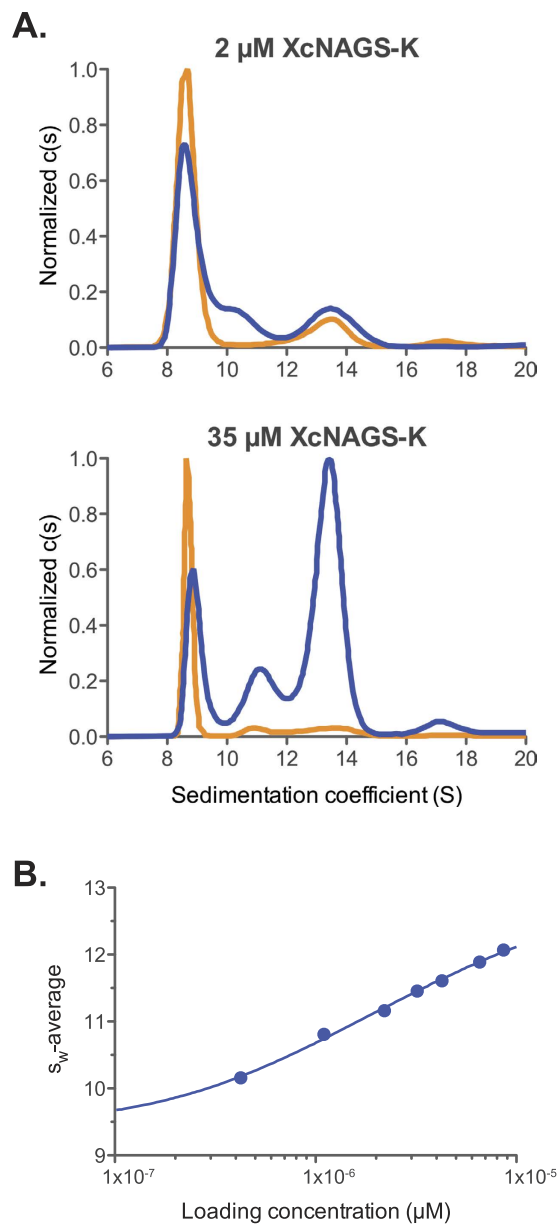 A.
2 µM XcNAGS-K
Normalized c(s)
1.0
0.8
0.6
0.4
0.2
0.0
6 8 10 12 14 16 18 20
35 µM XcNAGS-K
Normalized c(s)
1.0
0.8
0.6
0.4
0.2
0.0
6 8 10 12 14 16 18 20
Sedimentation coefficient (S)
B.
sw-average
13
12
11
10
9
1x10-7 1x10-6 1x10-5
Loading concentration (µM)